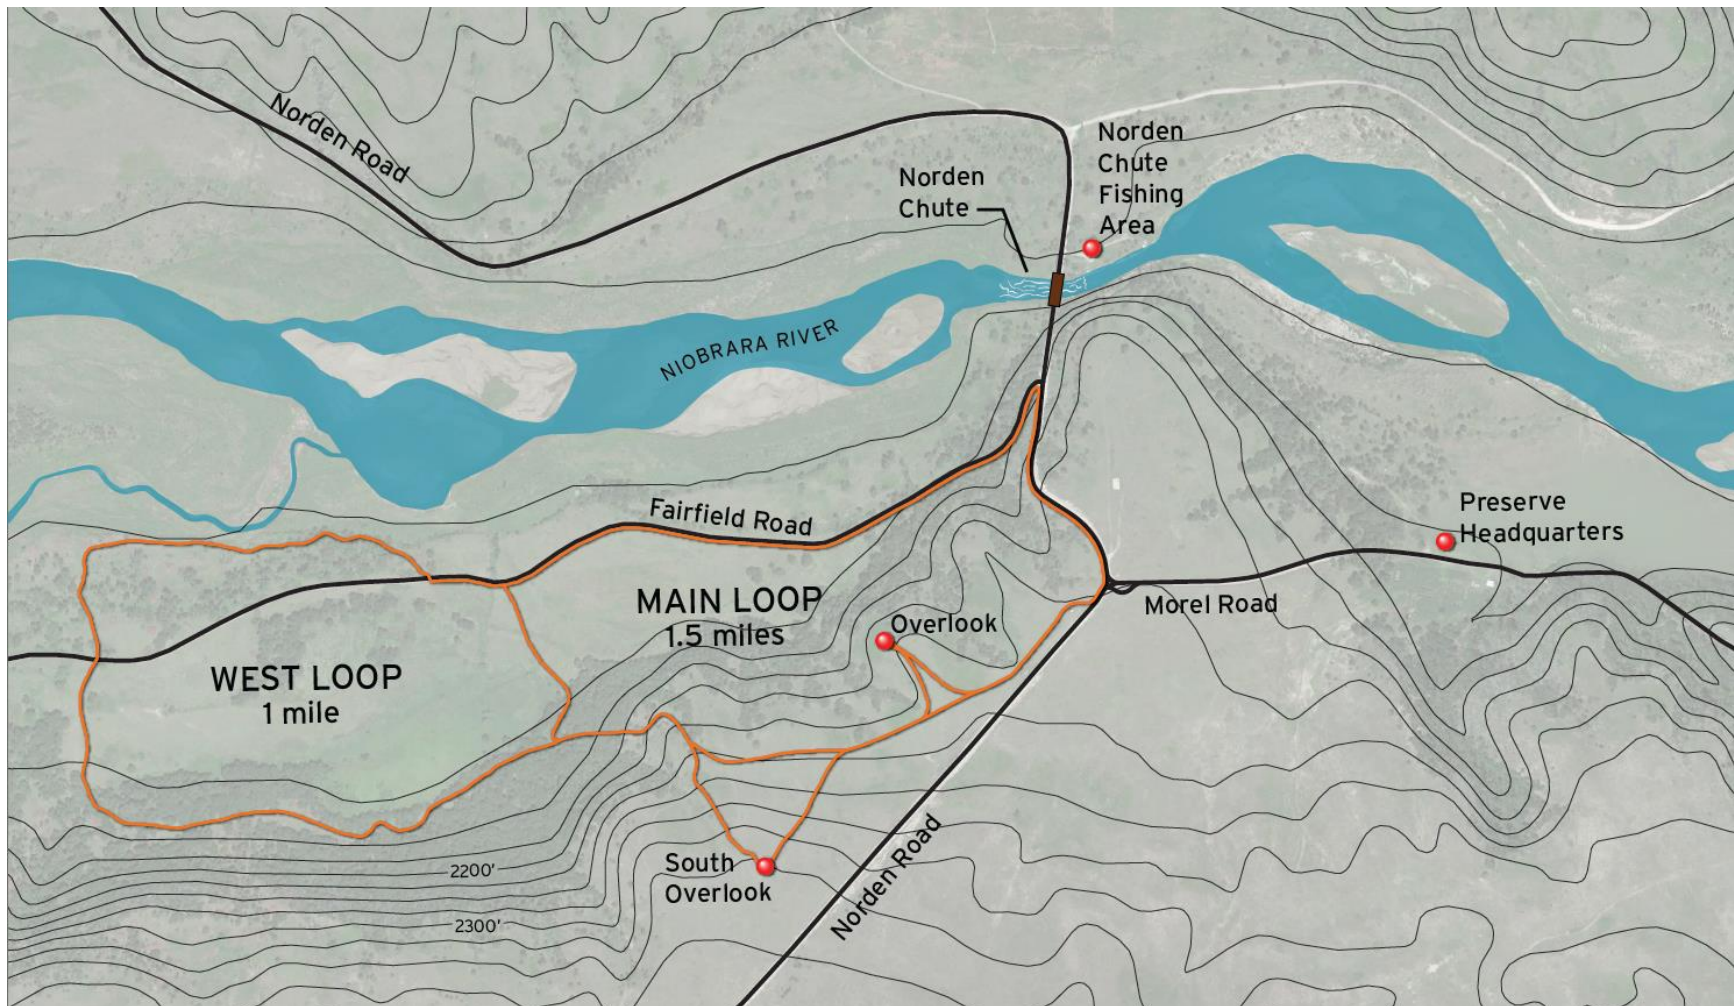 Norden Road
Norden
Chute
Norden
Chute
Fishing
Area
NIOBRARA RIVER
Fairfield Road
Preserve
Headquarters
MAIN LOOP
1.5 miles
Overlook
Morel Road
WEST LOOP
1 mile
South
Overlook
Norden Road
2200'
2300'